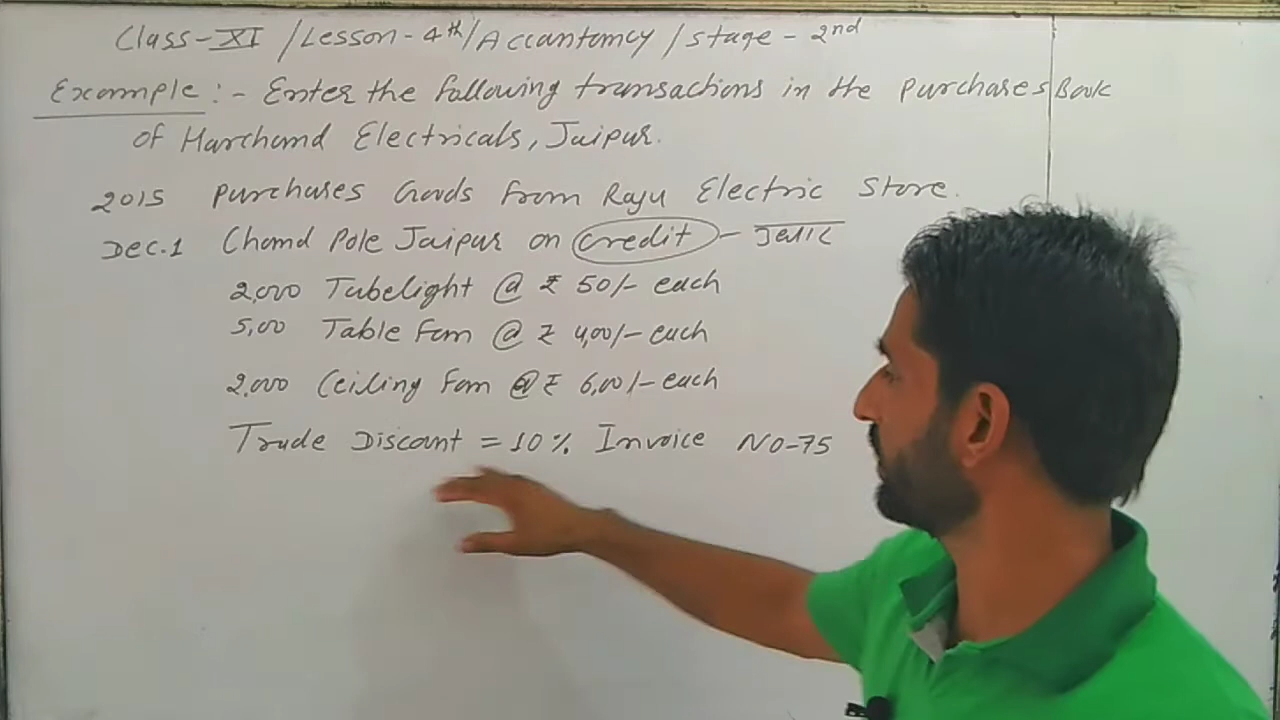 Class-XI / Lesson - 4th / Accantomcy / stage - 2nd
Example :- Enter the following transactions in the Purchases Book
of Harchand Electricals, Jaipur.
2015 Purchases Goods from Raju Electric Store.
Dec.1 Chand Pole Jaipur on Credit -
2,000 Tubelight @ ₹ 50/- each
5,00 Table Fan @ ₹ 4,00/- each
2,000 Ceiling Fan @ ₹ 6,00/- each
Trade Discant = 10% Invoice NO-75